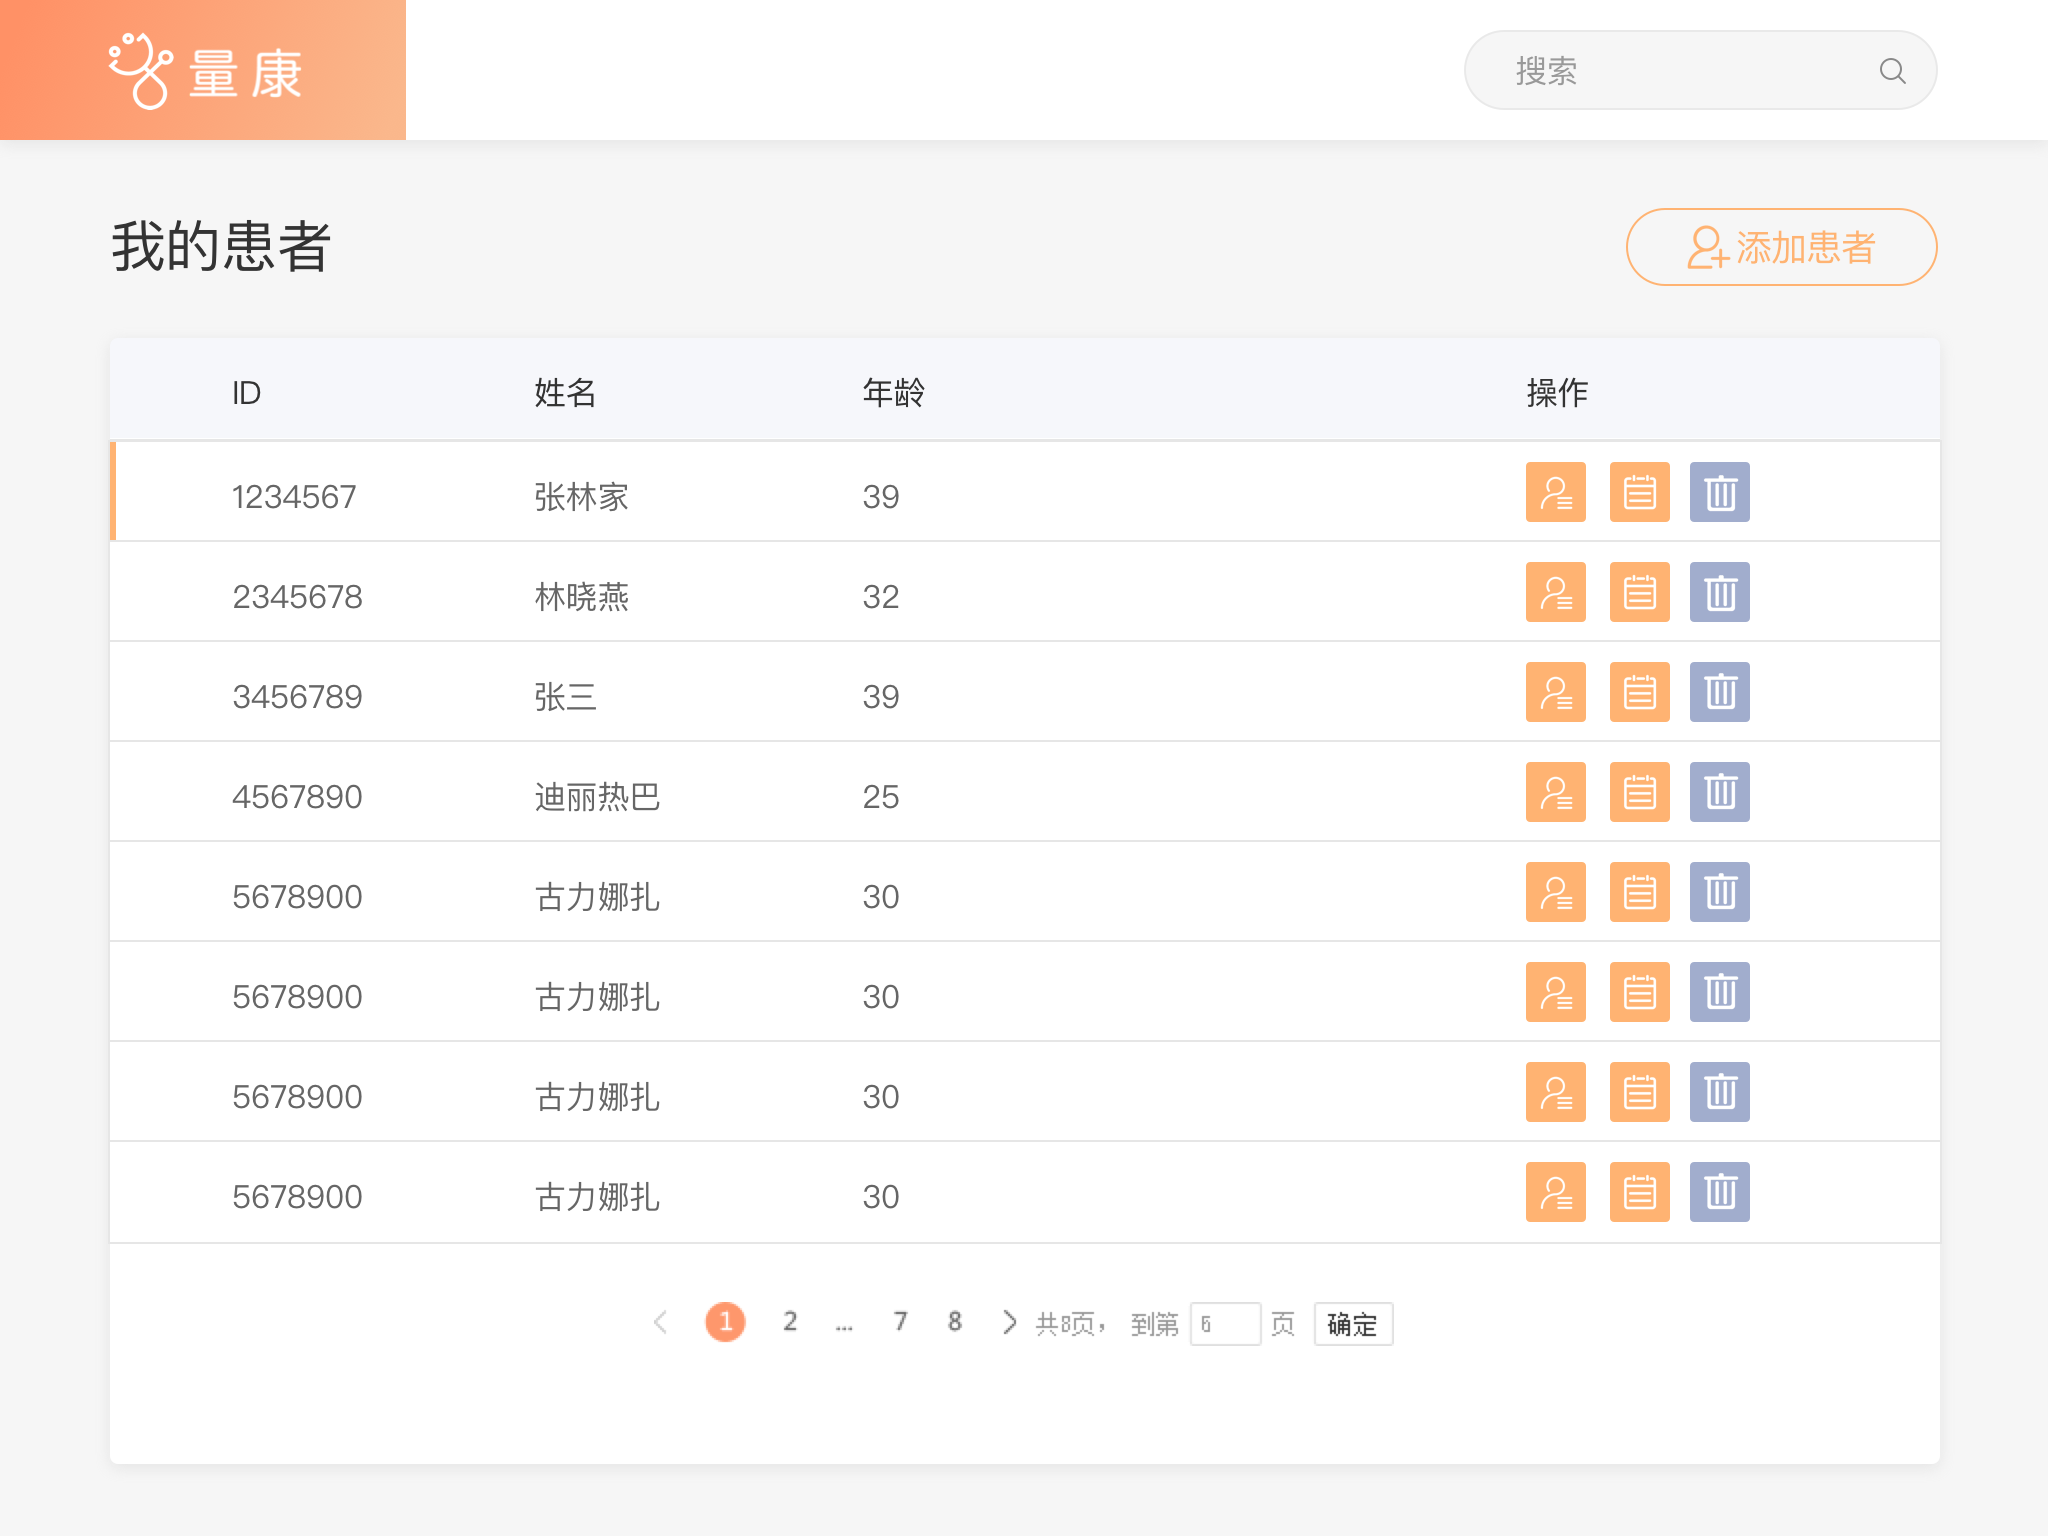 量康
搜索
我的患者
添加患者
ID 姓名 年龄 操作
1234567 张林家 39
2345678 林晓燕 32
3456789 张三 39
4567890 迪丽热巴 25
5678900 古力娜扎 30
5678900 古力娜扎 30
5678900 古力娜扎 30
5678900 古力娜扎 30
1 2 ... 7 8 共8页， 到第 6 页 确定